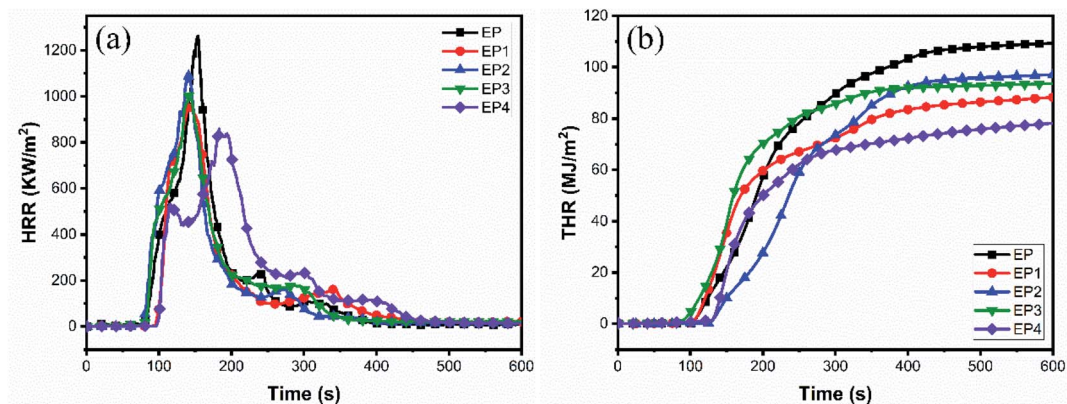 (a)
EP
EP1
EP2
EP3
EP4
HRR (KW/m²)
1200
1000
800
600
400
200
0
0 100 200 300 400 500 600
Time (s)
(b)
THR (MJ/m²)
120
100
80
60
40
20
0
EP
EP1
EP2
EP3
EP4
0 100 200 300 400 500 600
Time (s)